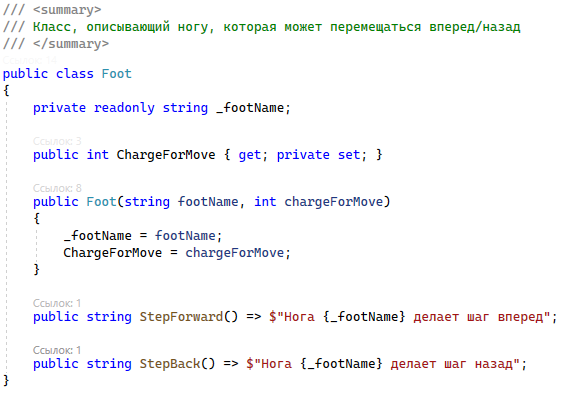 /// <summary>
/// Класс, описывающий ногу, которая может перемещаться вперед/назад
/// </summary>
public class Foot
{
private readonly string _footName;
Ссылок: 3
public int ChargeForMove { get; private set; }
Ссылок: 8
public Foot(string footName, int chargeForMove)
{
_footName = footName;
ChargeForMove = chargeForMove;
}
Ссылок: 1
public string StepForward() => $"Нога {_footName} делает шаг вперед";
Ссылок: 1
public string StepBack() => $"Нога {_footName} делает шаг назад";
}